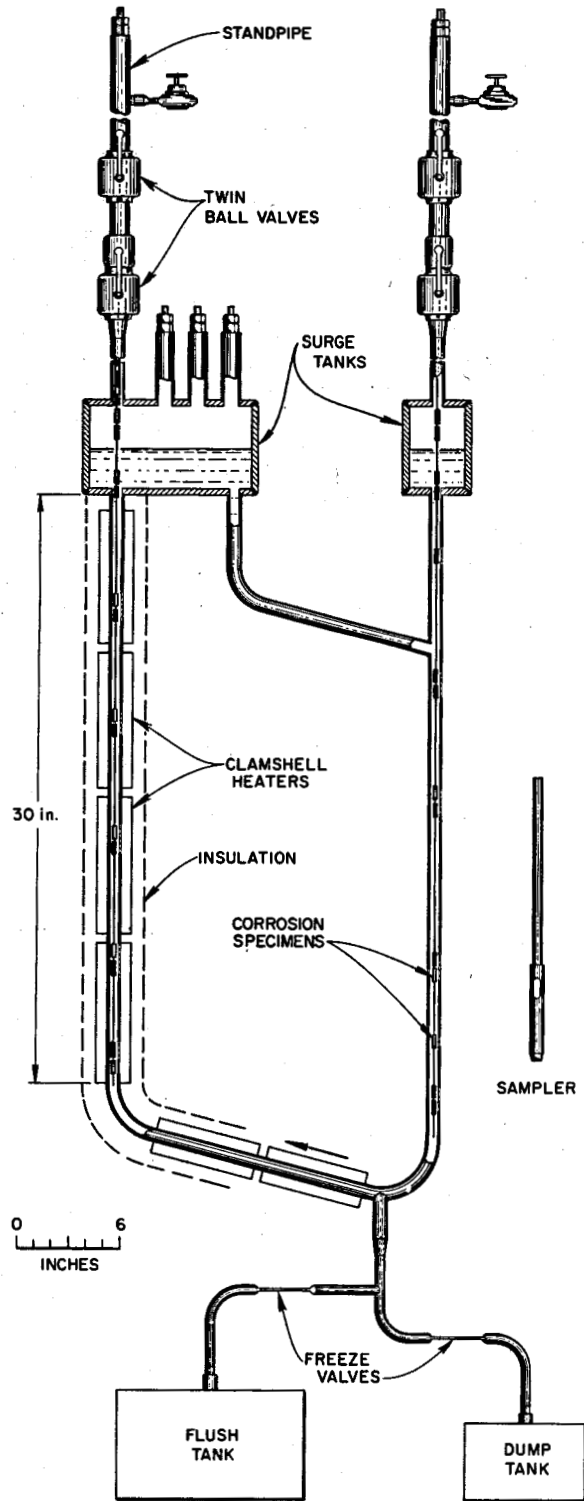 STANDPIPE
TWIN
BALL VALVES
SURGE
TANKS
CLAMSHELL
HEATERS
30 in.
INSULATION
CORROSION
SPECIMENS
SAMPLER
0 6
INCHES
FREEZE
VALVES
FLUSH
TANK
DUMP
TANK